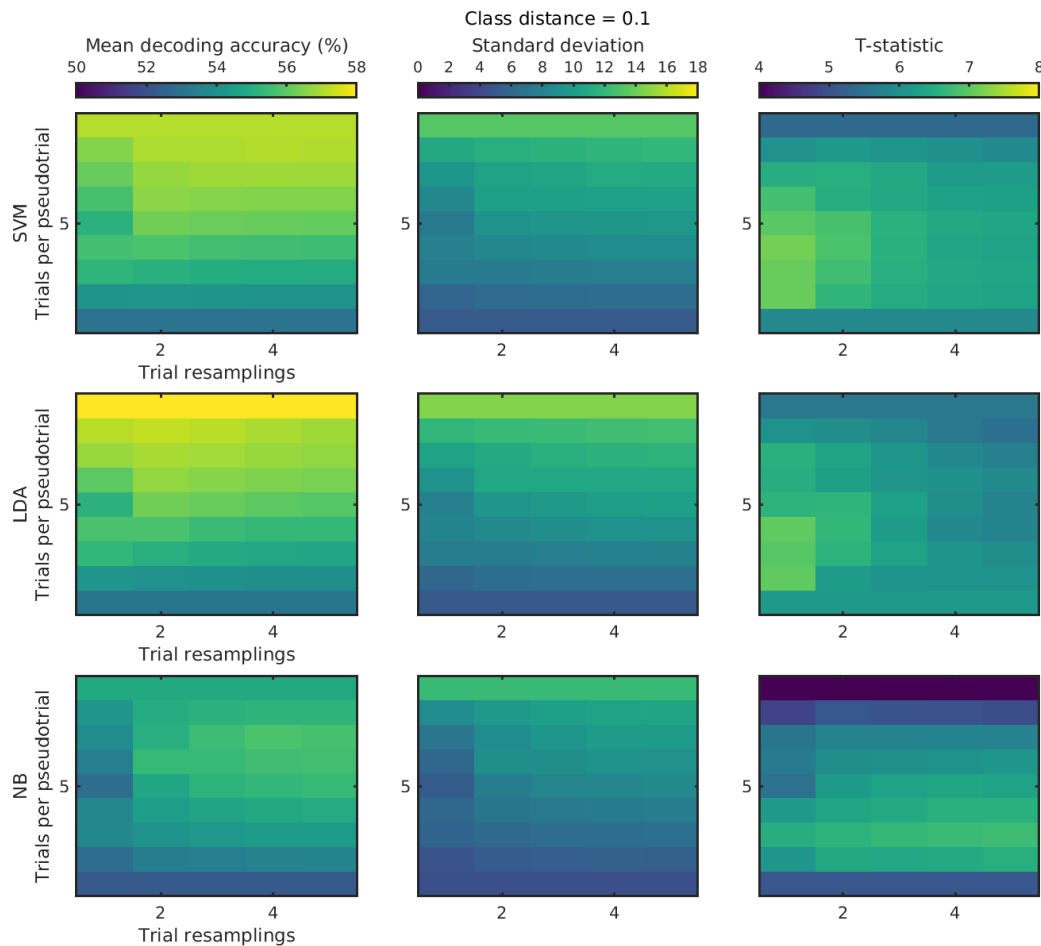 Class distance = 0.1
Mean decoding accuracy (%)
Standard deviation
T-statistic
50 52 54 56 58
0 2 4 6 8 10 12 14 16 18
4 5 6 7 8
SVM
Trials per pseudotrial
5
5
5
2 4
2 4
2 4
Trial resamplings
LDA
Trials per pseudotrial
5
5
5
2 4
2 4
2 4
Trial resamplings
NB
Trials per pseudotrial
5
5
5
2 4
2 4
2 4
Trial resamplings